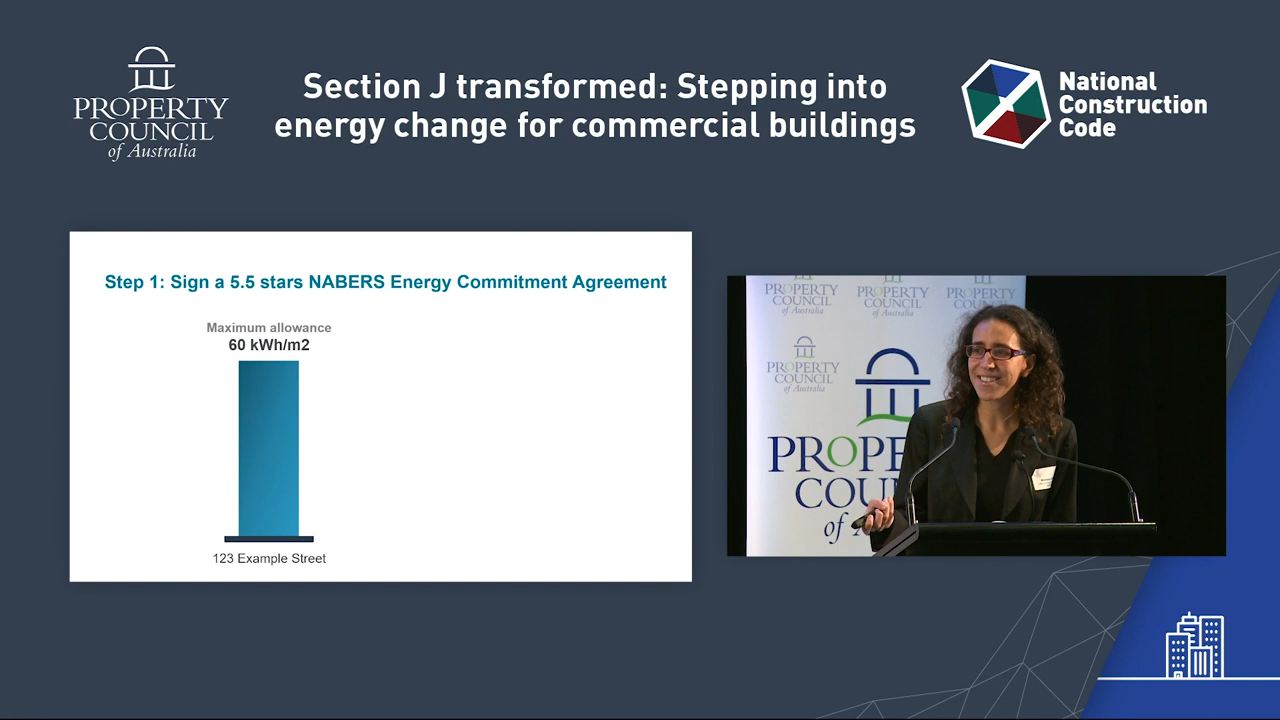 PROPERTY
COUNCIL
of Australia
Section J transformed: Stepping into
energy change for commercial buildings
National
Construction
Code
Step 1: Sign a 5.5 stars NABERS Energy Commitment Agreement
Maximum allowance
60 kWh/m2
123 Example Street
PROPERTY
COUNCIL
of Australia
PROPERTY
COUNCIL
of Australia
PROPERTY
COUNCIL
PROPERTY
COUNCIL
of Australia
PROPE
COU
of A